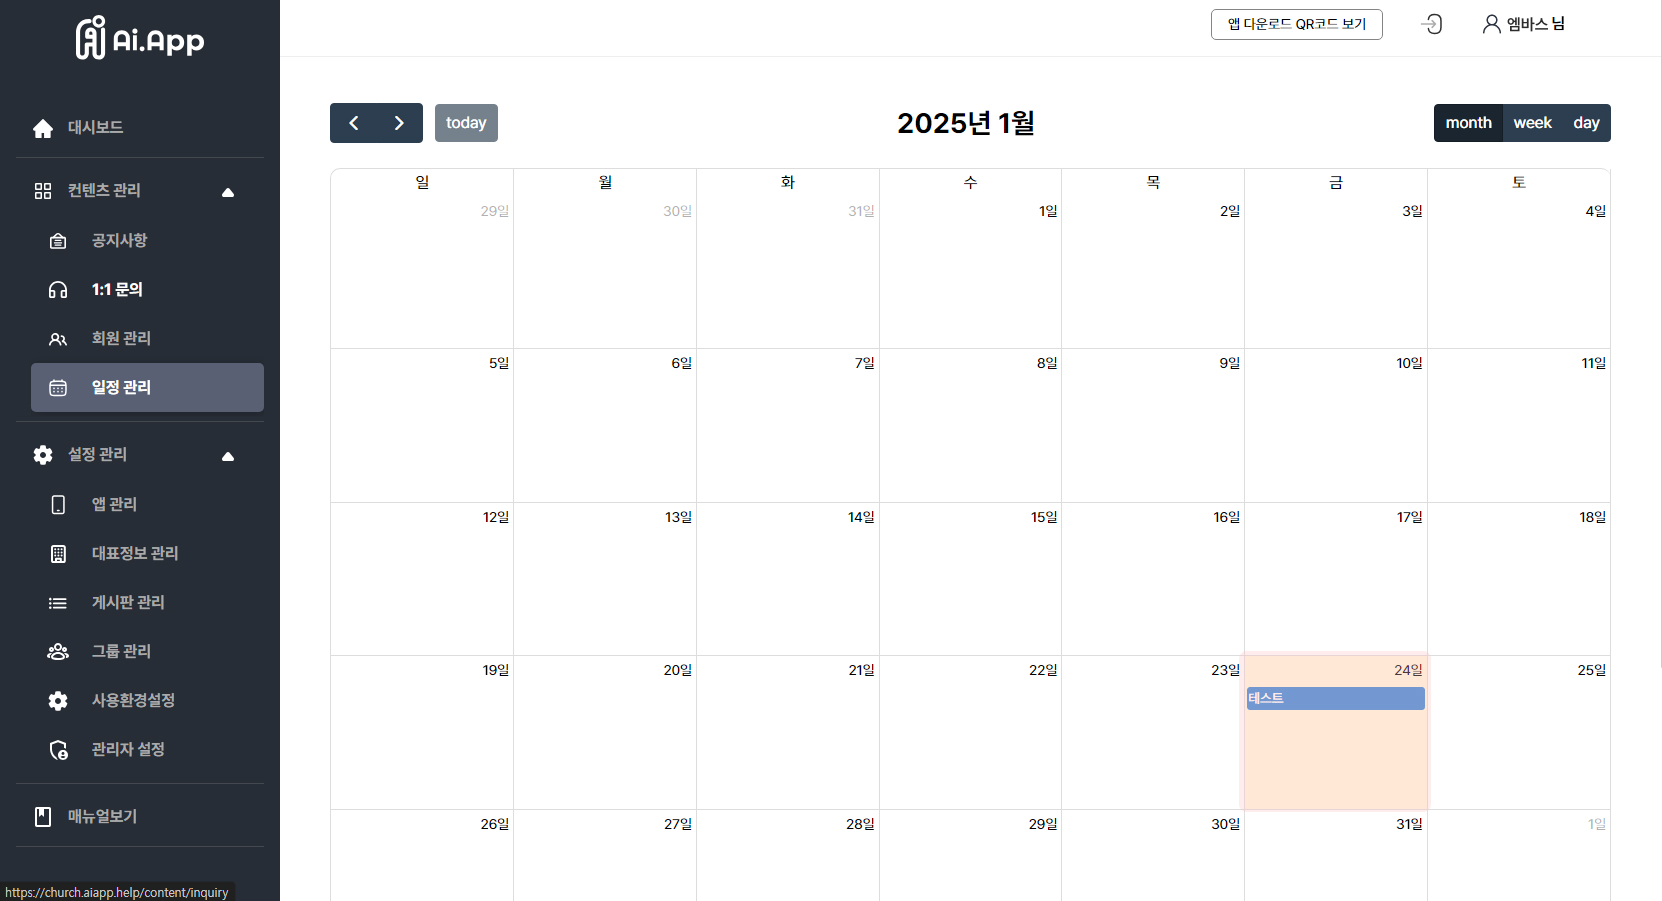 Ai.App
앱 다운로드 QR코드 보기
엠바스 님
대시보드
컨텐츠 관리
공지사항
1:1 문의
회원 관리
일정 관리
설정 관리
앱 관리
대표정보 관리
게시판 관리
그룹 관리
사용환경설정
관리자 설정
매뉴얼보기
https://church.aiapp.help/content/inquiry
today
2025년 1월
month week day
일 월 화 수 목 금 토
29일 30일 31일 1일 2일 3일 4일
5일 6일 7일 8일 9일 10일 11일
12일 13일 14일 15일 16일 17일 18일
19일 20일 21일 22일 23일 24일 25일
테스트
26일 27일 28일 29일 30일 31일 1일